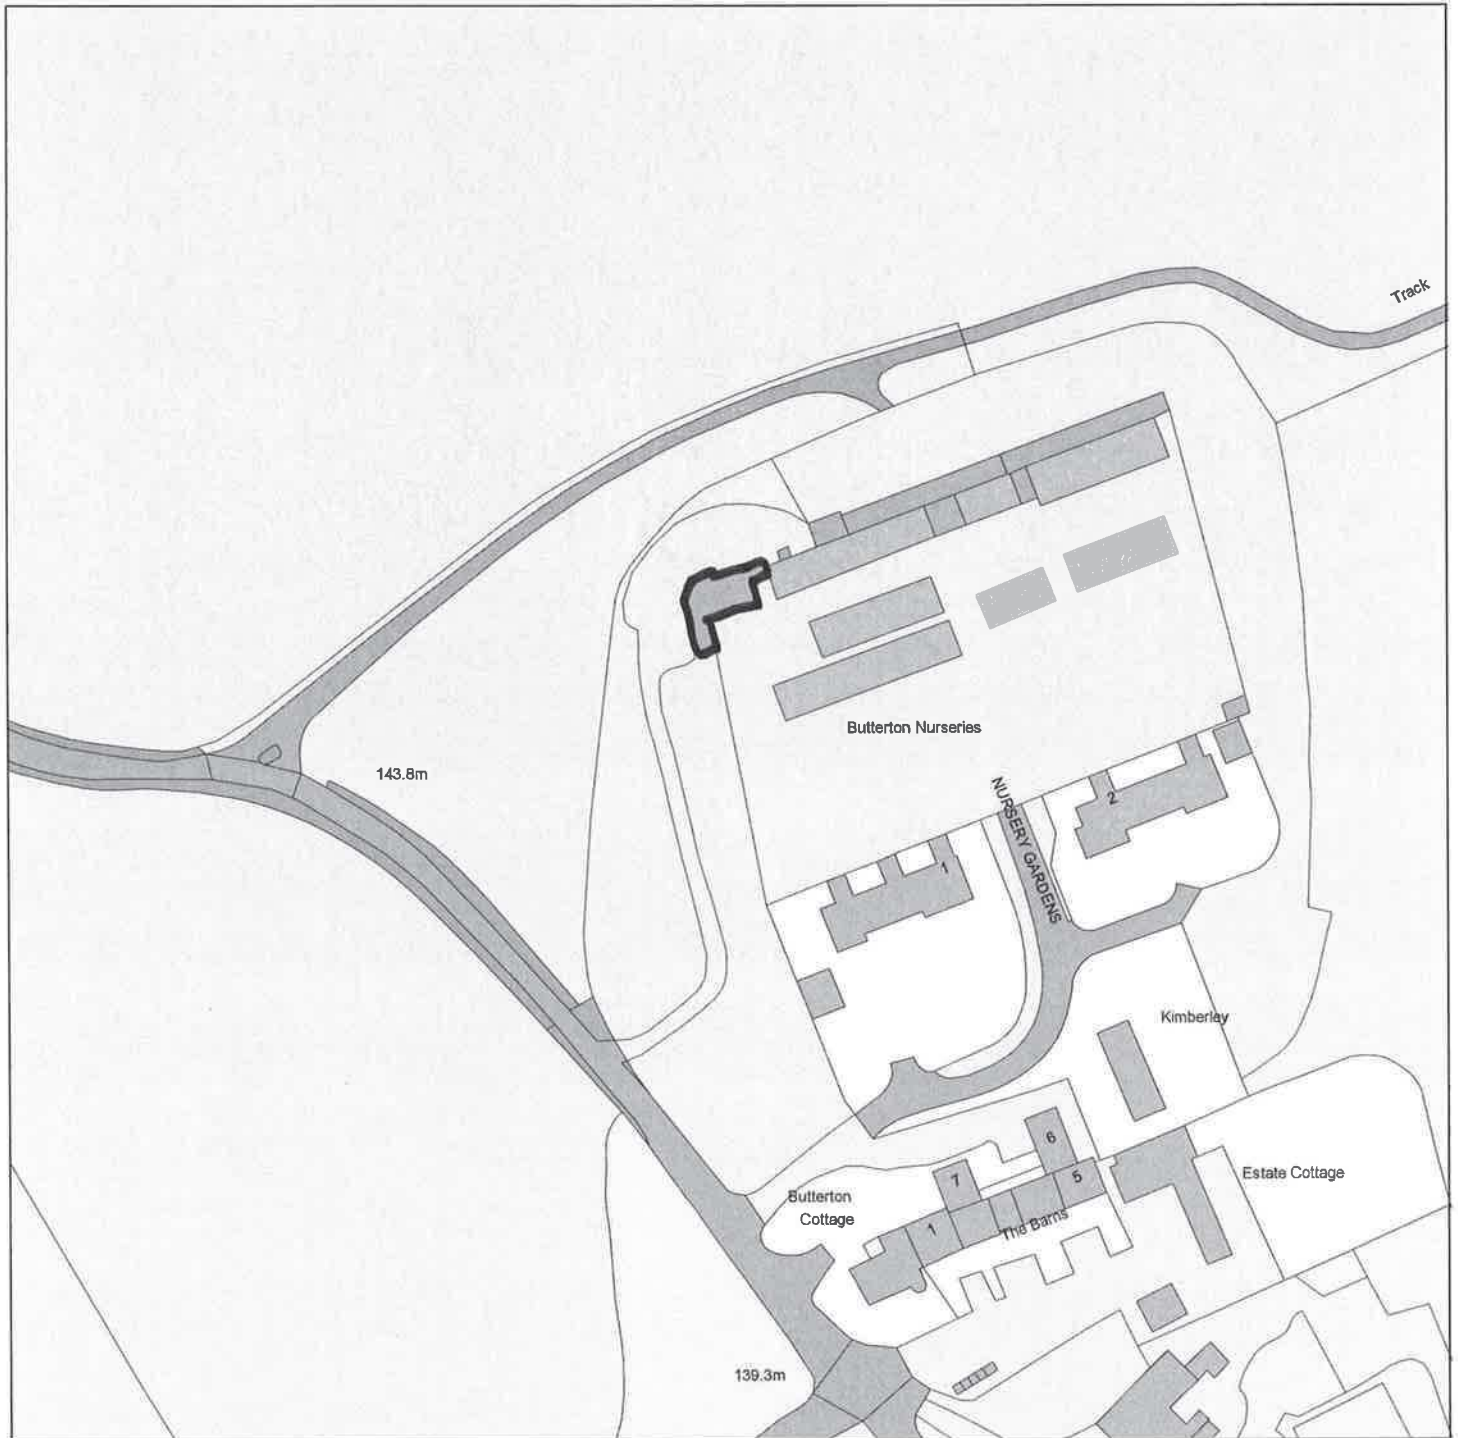 Track
Butterton Nurseries
143.8m
NURSERY GARDENS
2
1
Kimberley
6
5
7
1
The Barns
Estate Cottage
Butterton
Cottage
139.3m